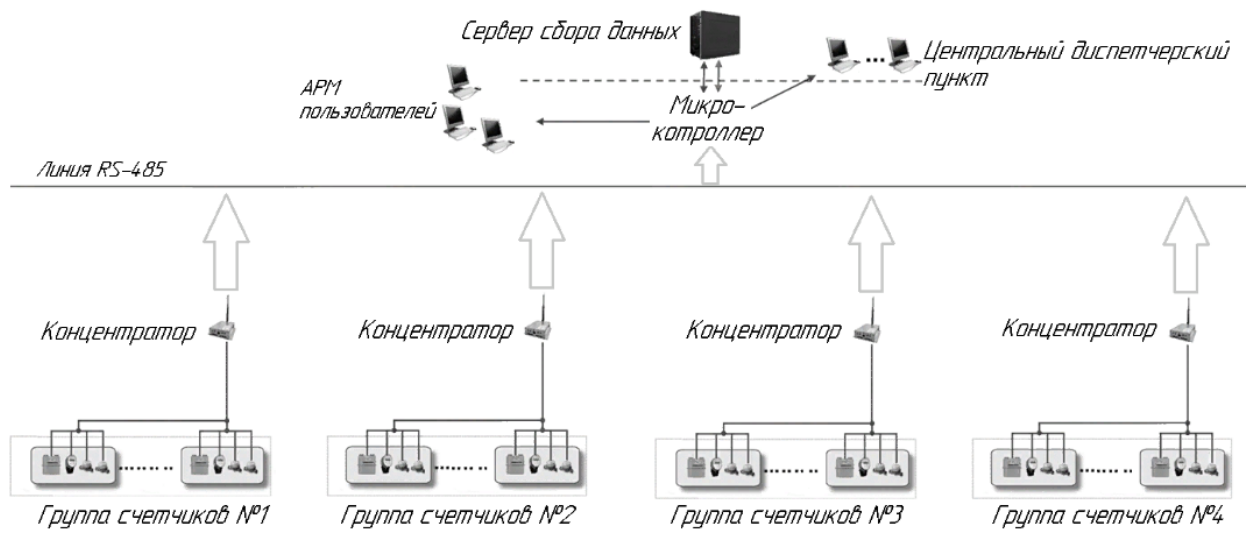 Сервер сбора данных
Центральный диспетчерский
пункт
АРМ
пользователей
Микро-
котроллер
Линия RS-485
Концентратор
Концентратор
Концентратор
Концентратор
Группа счетчиков №1
Группа счетчиков №2
Группа счетчиков №3
Группа счетчиков №4